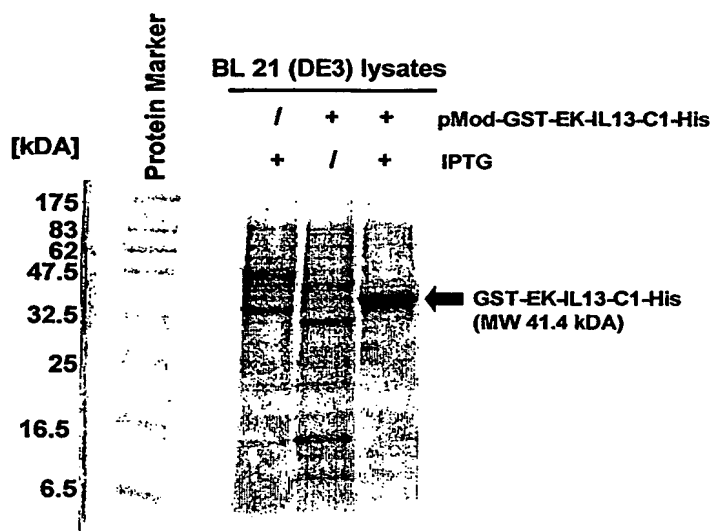 Protein Marker
BL 21 (DE3) lysates
/ + + pMod-GST-EK-IL13-C1-His
+ / + IPTG
[kDA]
175
83
62
47.5
32.5
25
16.5
6.5
GST-EK-IL13-C1-His
(MW 41.4 kDA)